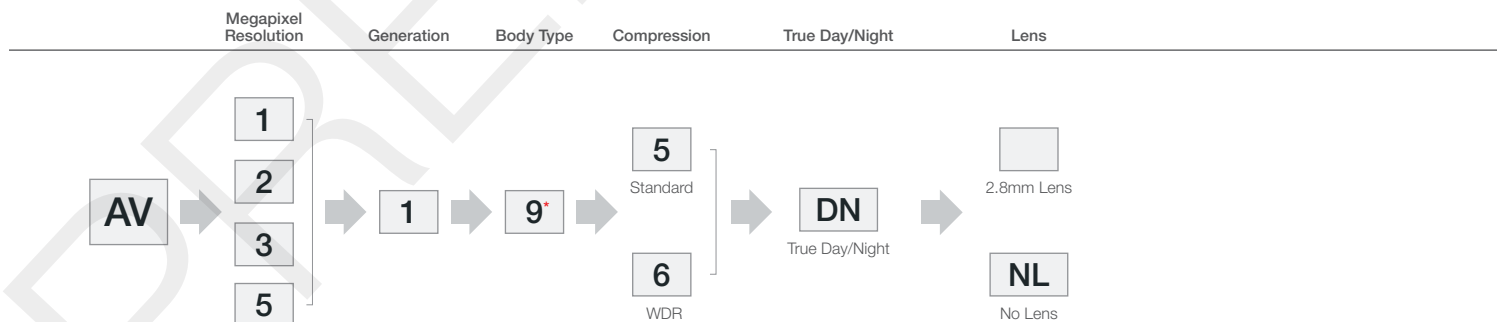 Megapixel
Resolution
Generation
Body Type
Compression
True Day/Night
Lens
AV
1
2
3
5
1
9*
5
Standard
6
WDR
DN
True Day/Night
2.8mm Lens
NL
No Lens